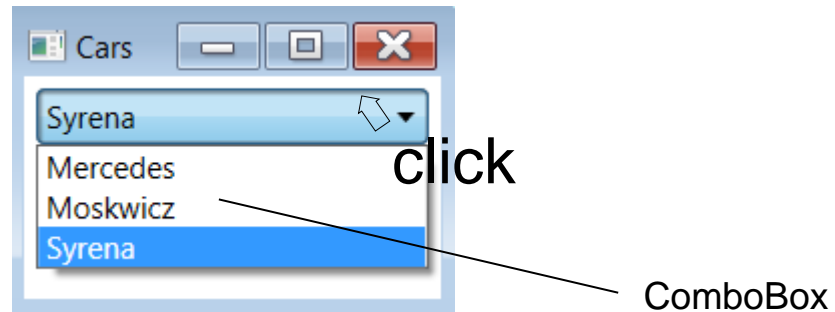 Cars
Syrena
click
Mercedes
Moskwicz
Syrena
ComboBox